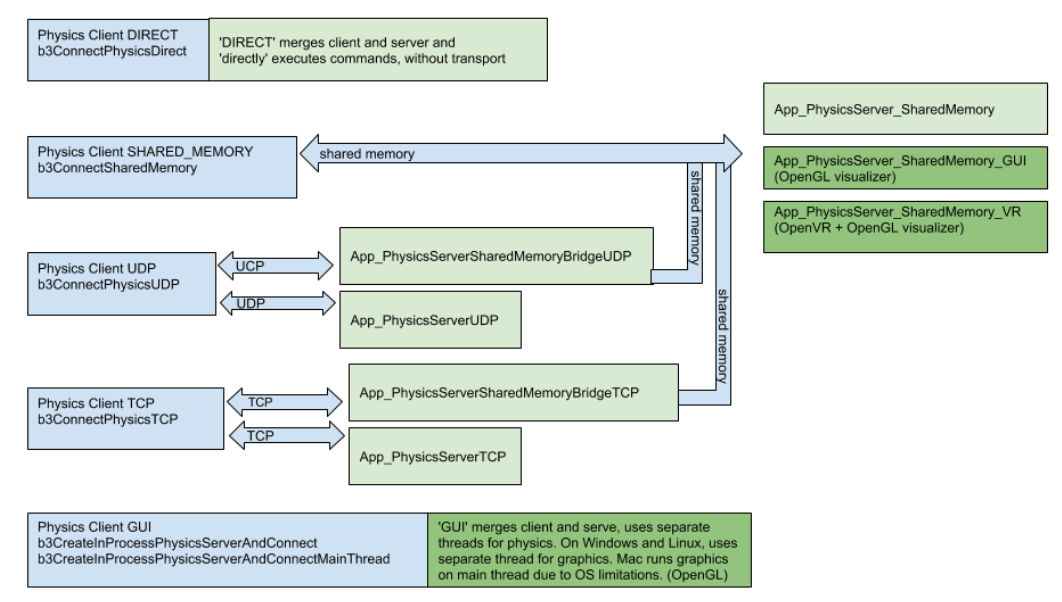 Physics Client DIRECT
b3ConnectPhysicsDirect
'DIRECT' merges client and server and
'directly' executes commands, without transport
App_PhysicsServer_SharedMemory
Physics Client SHARED_MEMORY
b3ConnectSharedMemory
shared memory
App_PhysicsServer_SharedMemory_GUI
(OpenGL visualizer)
App_PhysicsServer_SharedMemory_VR
(OpenVR + OpenGL visualizer)
shared memory
Physics Client UDP
b3ConnectPhysicsUDP
UCP
App_PhysicsServerSharedMemoryBridgeUDP
UDP
App_PhysicsServerUDP
shared memory
Physics Client TCP
b3ConnectPhysicsTCP
TCP
App_PhysicsServerSharedMemoryBridgeTCP
TCP
App_PhysicsServerTCP
Physics Client GUI
b3CreateInProcessPhysicsServerAndConnect
b3CreateInProcessPhysicsServerAndConnectMainThread
'GUI' merges client and serve, uses separate
threads for physics. On Windows and Linux, uses
separate thread for graphics. Mac runs graphics
on main thread due to OS limitations. (OpenGL)